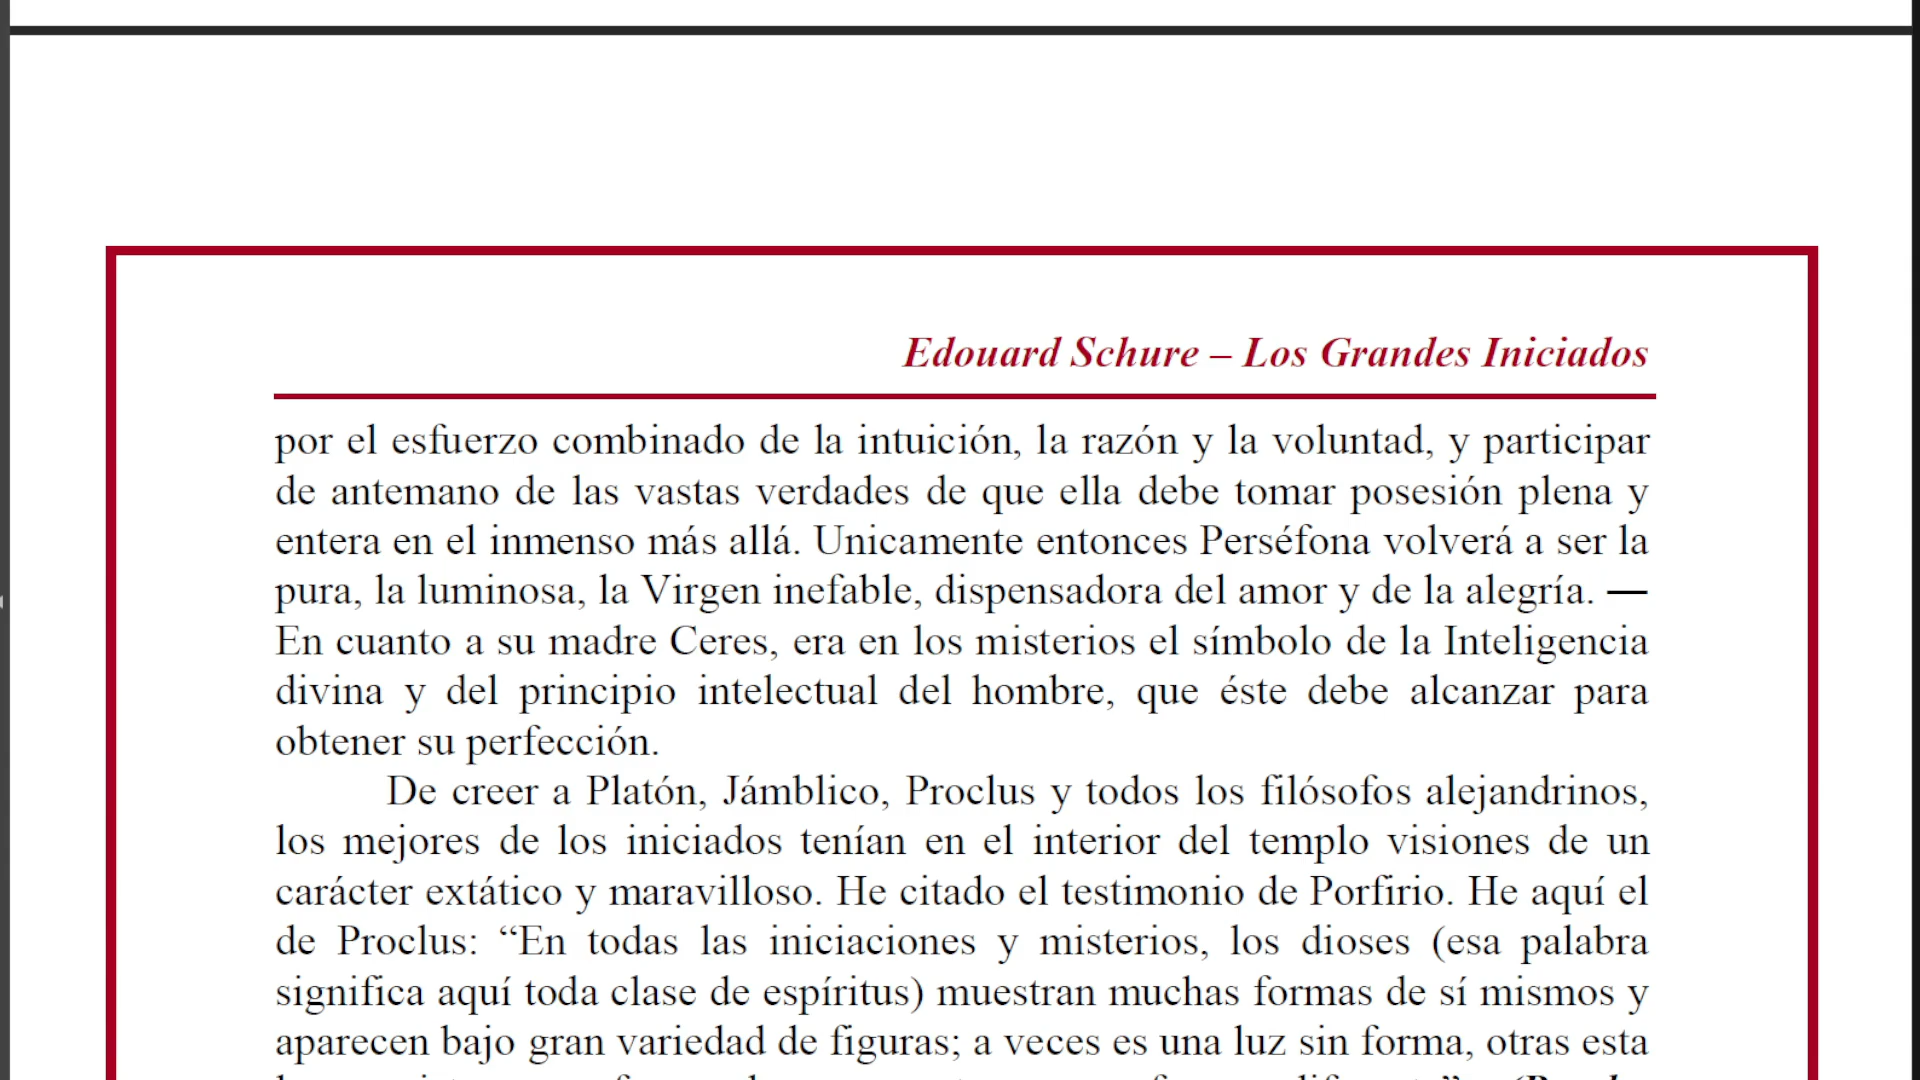 Edouard Schure – Los Grandes Iniciados
por el esfuerzo combinado de la intuición, la razón y la voluntad, y participar
de antemano de las vastas verdades de que ella debe tomar posesión plena y
entera en el inmenso más allá. Unicamente entonces Perséfona volverá a ser la
pura, la luminosa, la Virgen inefable, dispensadora del amor y de la alegría. —
En cuanto a su madre Ceres, era en los misterios el símbolo de la Inteligencia
divina y del principio intelectual del hombre, que éste debe alcanzar para
obtener su perfección.
De creer a Platón, Jámblico, Proclus y todos los filósofos alejandrinos,
los mejores de los iniciados tenían en el interior del templo visiones de un
carácter extático y maravilloso. He citado el testimonio de Porfirio. He aquí el
de Proclus: “En todas las iniciaciones y misterios, los dioses (esa palabra
significa aquí toda clase de espíritus) muestran muchas formas de sí mismos y
aparecen bajo gran variedad de figuras; a veces es una luz sin forma, otras esta